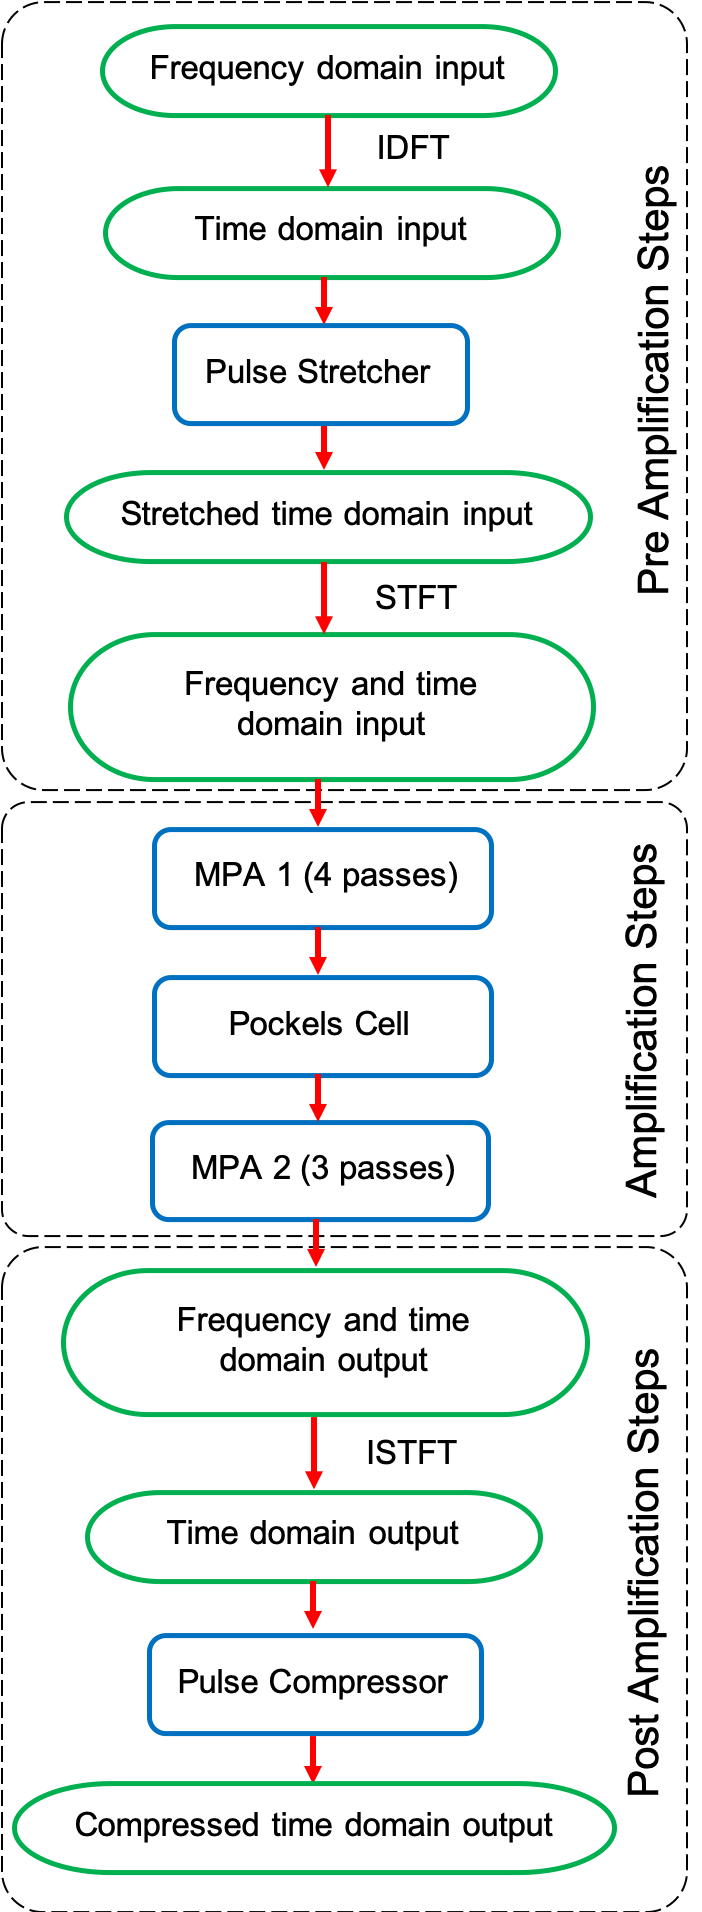 Frequency domain input
IDFT
Time domain input
Pulse Stretcher
Stretched time domain input
STFT
Frequency and time
domain input
Pre Amplification Steps
MPA 1 (4 passes)
Pockels Cell
MPA 2 (3 passes)
Amplification Steps
Frequency and time
domain output
ISTFT
Time domain output
Pulse Compressor
Compressed time domain output
Post Amplification Steps